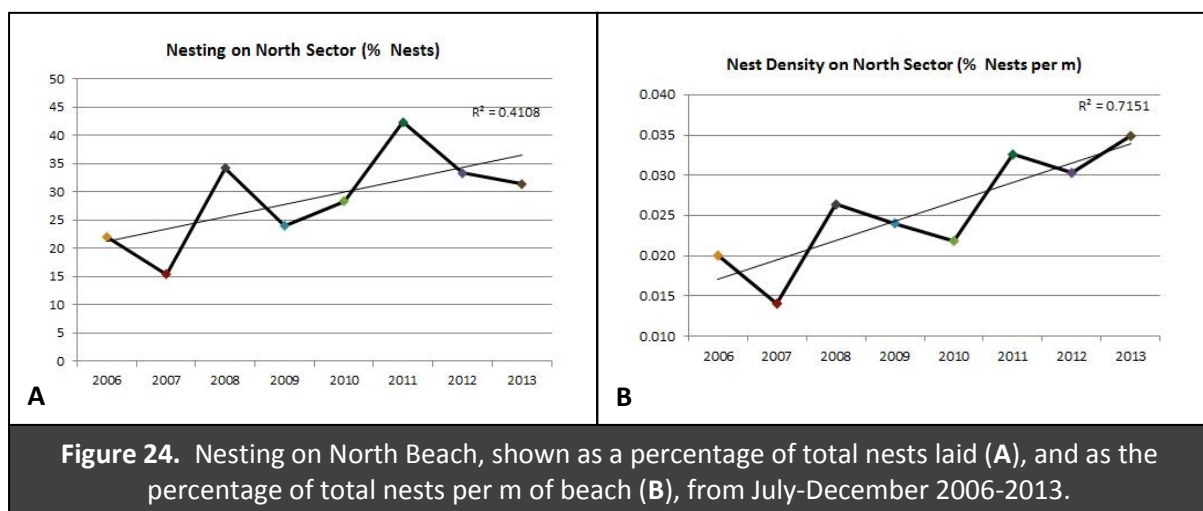 Nesting on North Sector (% Nests)
R² = 0.4108
50
45
40
35
30
25
20
15
10
5
0
2006 2007 2008 2009 2010 2011 2012 2013
A
Nest Density on North Sector (% Nests per m)
R² = 0.7151
0.040
0.035
0.030
0.025
0.020
0.015
0.010
2006 2007 2008 2009 2010 2011 2012 2013
B
Figure 24. Nesting on North Beach, shown as a percentage of total nests laid (A), and as the
percentage of total nests per m of beach (B), from July-December 2006-2013.